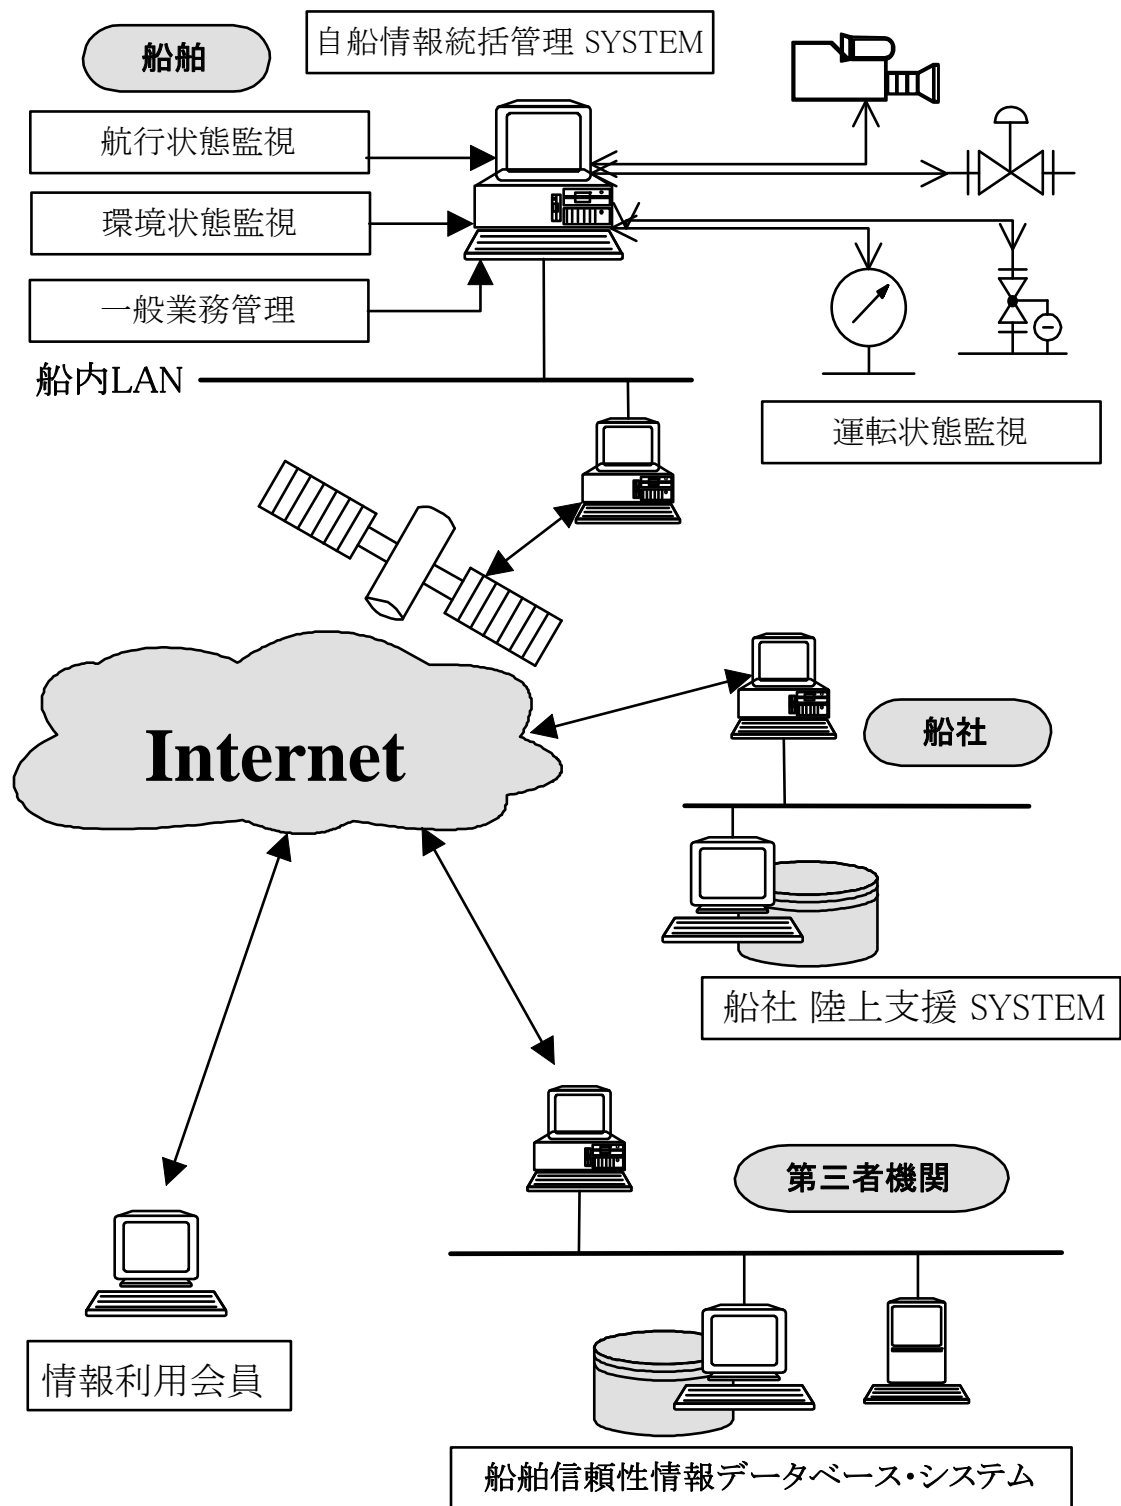 船舶
自船情報統括管理 SYSTEM
航行状態監視
環境状態監視
一般業務管理
船内LAN
運転状態監視
Internet
船社
船社 陸上支援 SYSTEM
第三者機関
情報利用会員
船舶信頼性情報データベース・システム